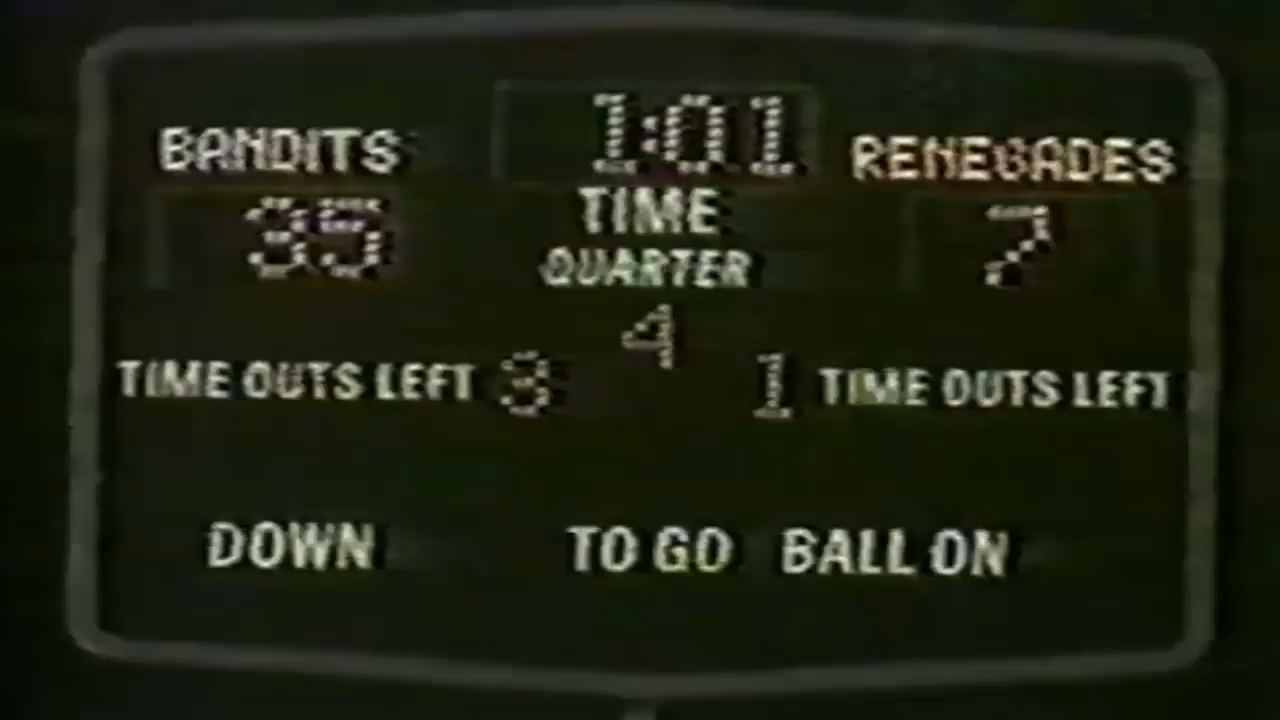 1:01
BANDITS RENEGADES
35 TIME 7
QUARTER
4
TIME OUTS LEFT 3 1 TIME OUTS LEFT
DOWN TO GO BALL ON